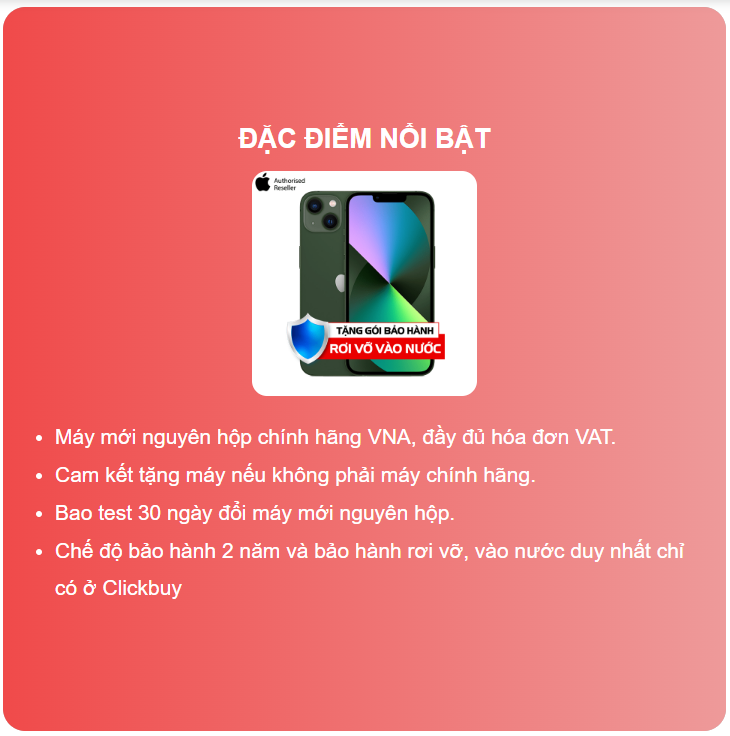 ĐẶC ĐIỂM NỔI BẬT
Authorised
Reseller
TẶNG GÓI BẢO HÀNH
RƠI VỠ VÀO NƯỚC
Máy mới nguyên hộp chính hãng VNA, đầy đủ hóa đơn VAT.
Cam kết tặng máy nếu không phải máy chính hãng.
Bao test 30 ngày đổi máy mới nguyên hộp.
Chế độ bảo hành 2 năm và bảo hành rơi vỡ, vào nước duy nhất chỉ
có ở Clickbuy